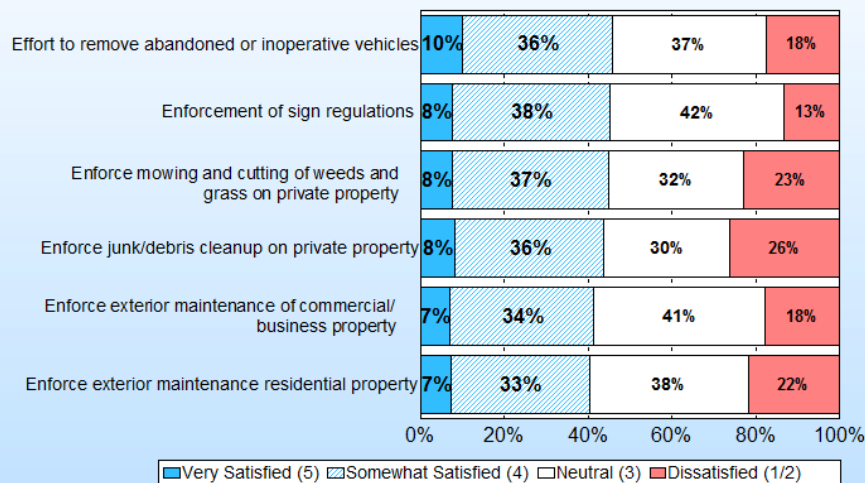 Effort to remove abandoned or inoperative vehicles 10% 36% 37% 18%
Enforcement of sign regulations 8% 38% 42% 13%
Enforce mowing and cutting of weeds and
grass on private property 8% 37% 32% 23%
Enforce junk/debris cleanup on private property 8% 36% 30% 26%
Enforce exterior maintenance of commercial/
business property 7% 34% 41% 18%
Enforce exterior maintenance residential property 7% 33% 38% 22%
0% 20% 40% 60% 80% 100%
Very Satisfied (5) Somewhat Satisfied (4) Neutral (3) Dissatisfied (1/2)